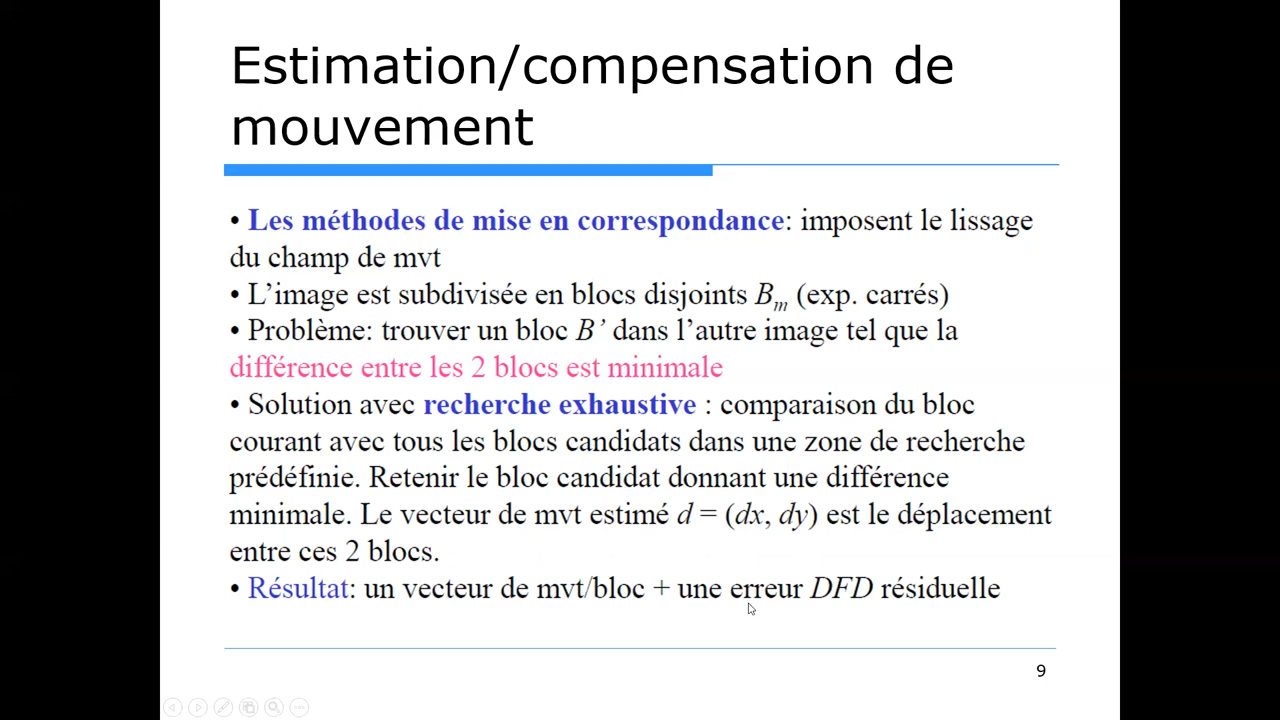 Estimation/compensation de
mouvement
• Les méthodes de mise en correspondance: imposent le lissage
du champ de mvt
• L’image est subdivisée en blocs disjoints Bm (exp. carrés)
• Problème: trouver un bloc B’ dans l’autre image tel que la
différence entre les 2 blocs est minimale
• Solution avec recherche exhaustive : comparaison du bloc
courant avec tous les blocs candidats dans une zone de recherche
prédéfinie. Retenir le bloc candidat donnant une différence
minimale. Le vecteur de mvt estimé d = (dx, dy) est le déplacement
entre ces 2 blocs.
• Résultat: un vecteur de mvt/bloc + une erreur DFD résiduelle
9